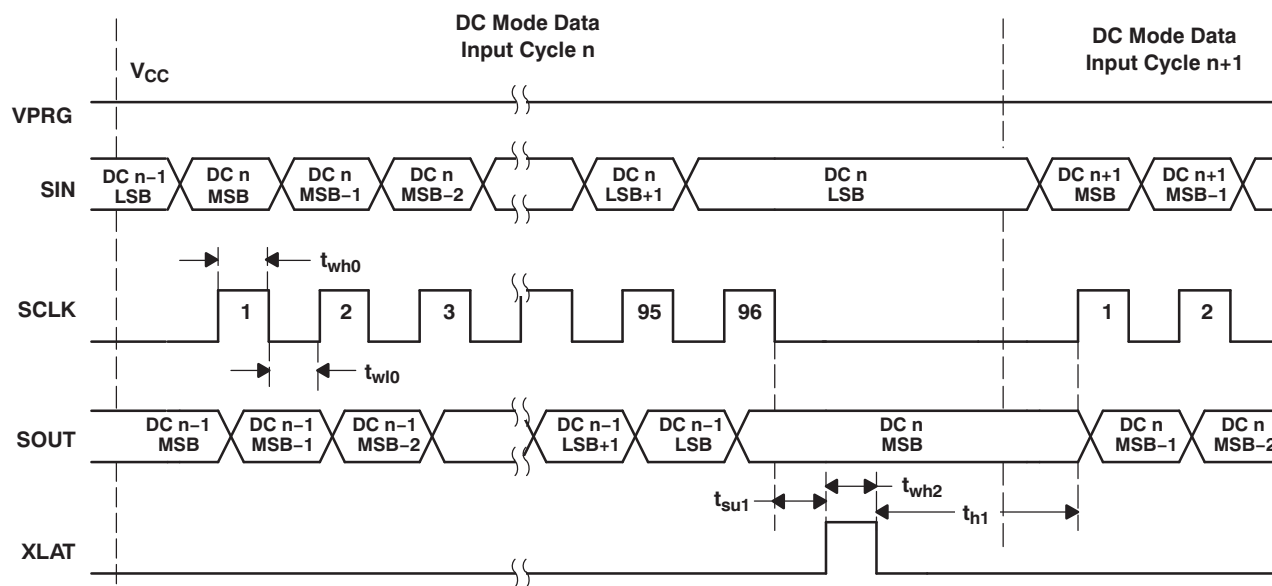 DC Mode Data
Input Cycle n
DC Mode Data
Input Cycle n+1
VCC
VPRG
SIN
DC n−1
LSB
DC n
MSB
DC n
MSB-1
DC n
MSB-2
DC n
LSB+1
DC n
LSB
DC n+1
MSB
DC n+1
MSB-1
twh0
SCLK
1
2
3
95
96
1
2
twl0
SOUT
DC n−1
MSB
DC n-1
MSB-1
DC n-1
MSB-2
DC n−1
LSB+1
DC n−1
LSB
DC n
MSB
DC n
MSB-1
DC n
MSB-2
tsu1
twh2
th1
XLAT